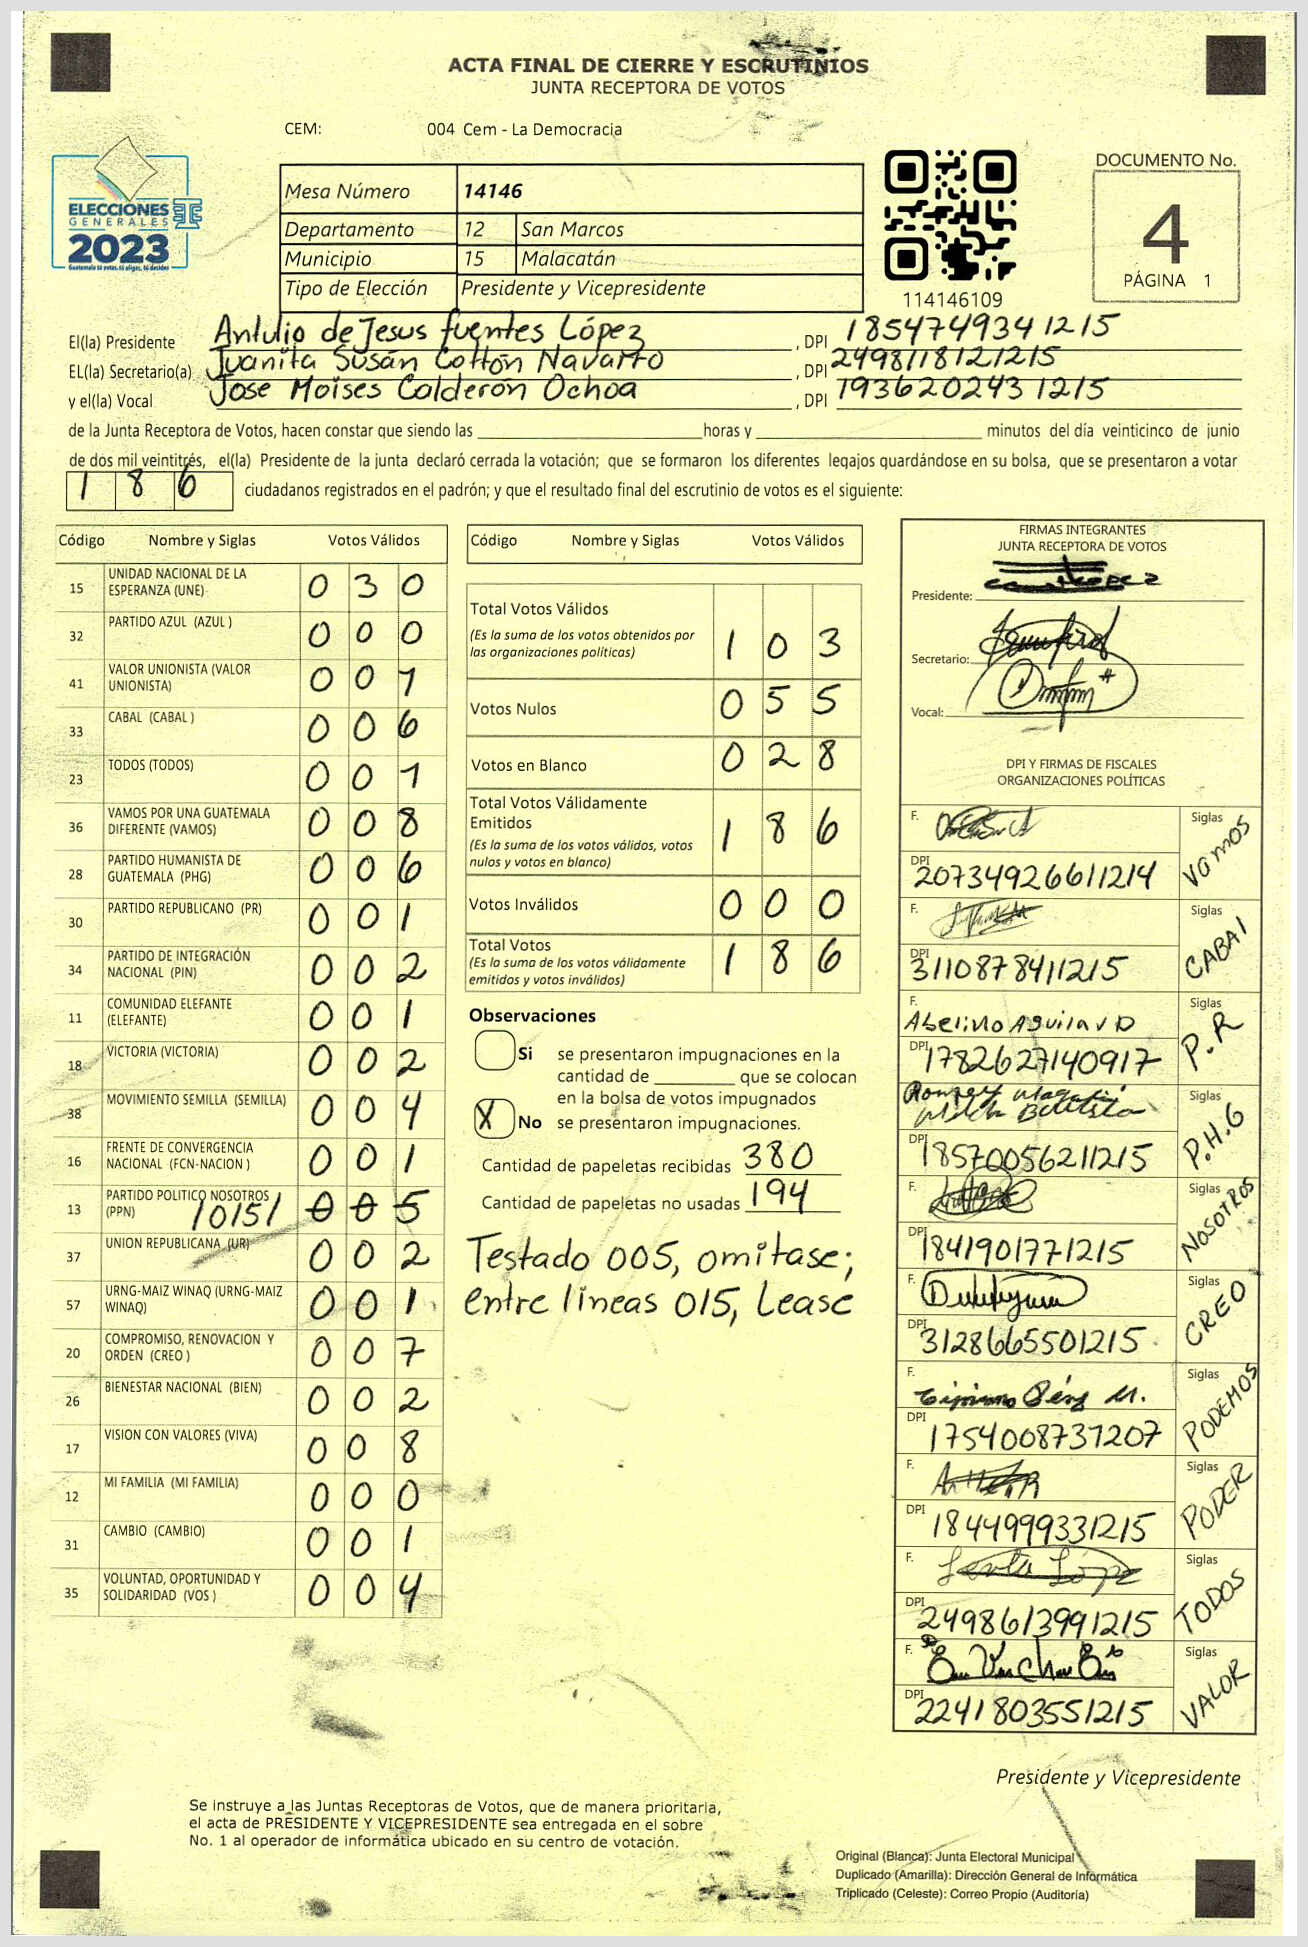 ACTA FINAL DE CIERRE Y ESCRUTINIOS
JUNTA RECEPTORA DE VOTOS
CEM: 004 Cem - La Democracia
ELECCIONES
GENERALES
2023
Guatemala tú votas, tú eliges, tú decides
Mesa Número 14146
Departamento 12 San Marcos
Municipio 15 Malacatán
Tipo de Elección Presidente y Vicepresidente
114146109
DOCUMENTO No.
4
PÁGINA 1
El(la) Presidente Antulio de Jesus fuentes López, DPI 1854749341215
EL(la) Secretario(a) Juanita Susán Cottón Navarro, DPI 2498118121215
y el(la) Vocal Jose Moises Calderón Ochoa, DPI 1936202431215
de la Junta Receptora de Votos, hacen constar que siendo las ____ horas y ____ minutos del día veinticinco de junio
de dos mil veintitrés, el(la) Presidente de la junta declaró cerrada la votación; que se formaron los diferentes legajos quardándose en su bolsa, que se presentaron a votar
1 8 6 ciudadanos registrados en el padrón; y que el resultado final del escrutinio de votos es el siguiente:
Código Nombre y Siglas Votos Válidos
15 UNIDAD NACIONAL DE LA ESPERANZA (UNE) 0 3 0
32 PARTIDO AZUL (AZUL ) 0 0 0
41 VALOR UNIONISTA (VALOR UNIONISTA) 0 0 1
33 CABAL (CABAL ) 0 0 6
23 TODOS (TODOS) 0 0 1
36 VAMOS POR UNA GUATEMALA DIFERENTE (VAMOS) 0 0 8
28 PARTIDO HUMANISTA DE GUATEMALA (PHG) 0 0 6
30 PARTIDO REPUBLICANO (PR) 0 0 1
34 PARTIDO DE INTEGRACIÓN NACIONAL (PIN) 0 0 2
11 COMUNIDAD ELEFANTE (ELEFANTE) 0 0 1
18 VICTORIA (VICTORIA) 0 0 2
38 MOVIMIENTO SEMILLA (SEMILLA) 0 0 4
16 FRENTE DE CONVERGENCIA NACIONAL (FCN-NACION ) 0 0 1
13 PARTIDO POLITICO NOSOTROS (PPN) /015/ 0 0 5
37 UNION REPUBLICANA (UR) 0 0 2
57 URNG-MAIZ WINAQ (URNG-MAIZ WINAQ) 0 0 1
20 COMPROMISO, RENOVACION Y ORDEN (CREO ) 0 0 7
26 BIENESTAR NACIONAL (BIEN) 0 0 2
17 VISION CON VALORES (VIVA) 0 0 8
12 MI FAMILIA (MI FAMILIA) 0 0 0
31 CAMBIO (CAMBIO) 0 0 1
35 VOLUNTAD, OPORTUNIDAD Y SOLIDARIDAD (VOS ) 0 0 4
Código Nombre y Siglas Votos Válidos
Total Votos Válidos 1 0 3
(Es la suma de los votos obtenidos por
las organizaciones políticas)
Votos Nulos 0 5 5
Votos en Blanco 0 2 8
Total Votos Válidamente
Emitidos 1 8 6
(Es la suma de los votos válidos, votos
nulos y votos en blanco)
Votos Inválidos 0 0 0
Total Votos 1 8 6
(Es la suma de los votos válidamente
emitidos y votos inválidos)
Observaciones
Si se presentaron impugnaciones en la
cantidad de ____ que se colocan
en la bolsa de votos impugnados
X No se presentaron impugnaciones.
Cantidad de papeletas recibidas 380
Cantidad de papeletas no usadas 194
Testado 005, omitase;
entre lineas 015, Lease
FIRMAS INTEGRANTES
JUNTA RECEPTORA DE VOTOS
Presidente:
Secretario:
Vocal:
DPI Y FIRMAS DE FISCALES
ORGANIZACIONES POLÍTICAS
F. Siglas Vamos
DPI 2073492661214
F. Siglas CABAL
DPI 3110878411215
F. Abelino Aguilar D Siglas P.R
DPI 1782627140917
F. Siglas P.H.G
DPI 18570056211215
F. Siglas NOSOTROS
DPI 1841901771215
F. Siglas CREO
DPI 3128665501215
F. Cipriano Pérez M. Siglas PODEMOS
DPI 1754008731207
F. Siglas PODER
DPI 1844999331215
F. López Siglas TODOS
DPI 2498613991215
F. Siglas VALOR
DPI 2241803551215
Presidente y Vicepresidente
Se instruye a las Juntas Receptoras de Votos, que de manera prioritaria,
el acta de PRESIDENTE Y VICEPRESIDENTE sea entregada en el sobre
No. 1 al operador de informática ubicado en su centro de votación.
Original (Blanca): Junta Electoral Municipal
Duplicado (Amarilla): Dirección General de Informática
Triplicado (Celeste): Correo Propio (Auditoría)